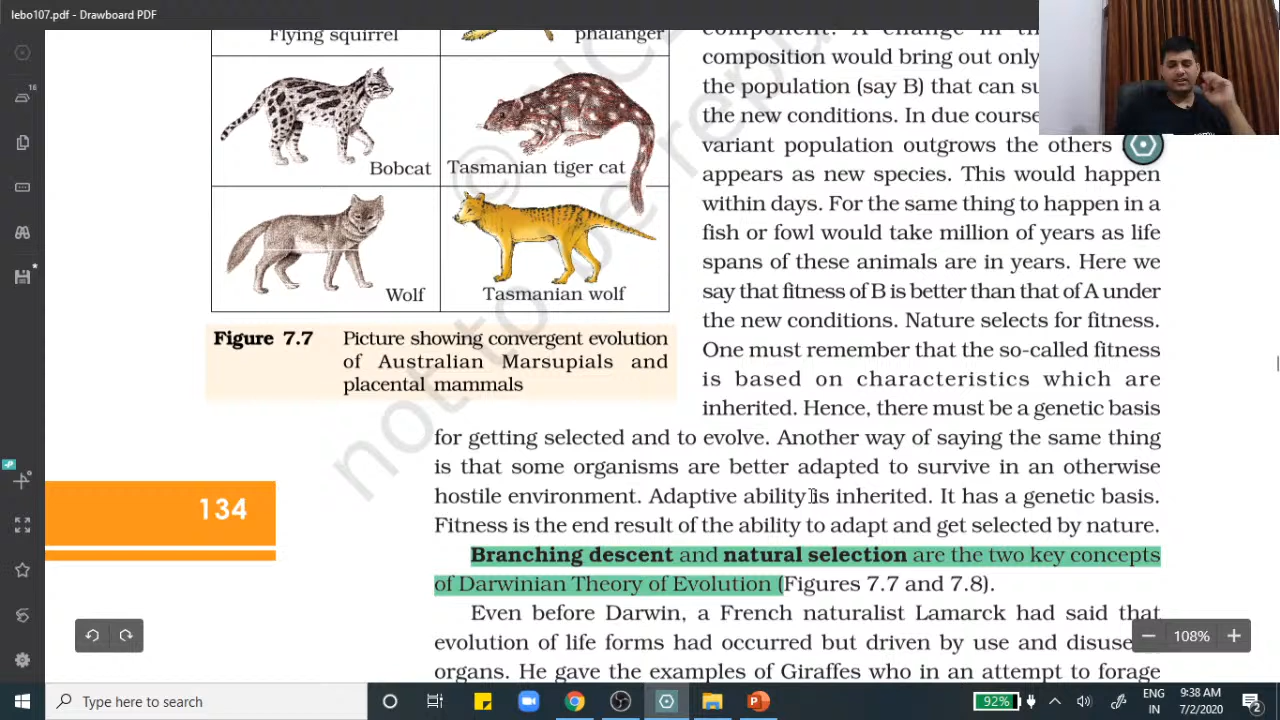 lebo107.pdf - Drawboard PDF
Flying squirrel
phalanger
Bobcat
Tasmanian tiger cat
Wolf
Tasmanian wolf
Figure 7.7 Picture showing convergent evolution
of Australian Marsupials and
placental mammals
134
component. A change in
composition would bring out only
the population (say B) that can
the new conditions. In due course
variant population outgrows the others
appears as new species. This would happen
within days. For the same thing to happen in a
fish or fowl would take million of years as life
spans of these animals are in years. Here we
say that fitness of B is better than that of A under
the new conditions. Nature selects for fitness.
One must remember that the so-called fitness
is based on characteristics which are
inherited. Hence, there must be a genetic basis
for getting selected and to evolve. Another way of saying the same thing
is that some organisms are better adapted to survive in an otherwise
hostile environment. Adaptive ability is inherited. It has a genetic basis.
Fitness is the end result of the ability to adapt and get selected by nature.
Branching descent and natural selection are the two key concepts
of Darwinian Theory of Evolution (Figures 7.7 and 7.8).
Even before Darwin, a French naturalist Lamarck had said that
evolution of life forms had occurred but driven by use and
organs. He gave the examples of Giraffes who in an attempt to forage
not to be
108%
18
Type here to search
92%
ENG
IN
9:38 AM
7/2/2020
2